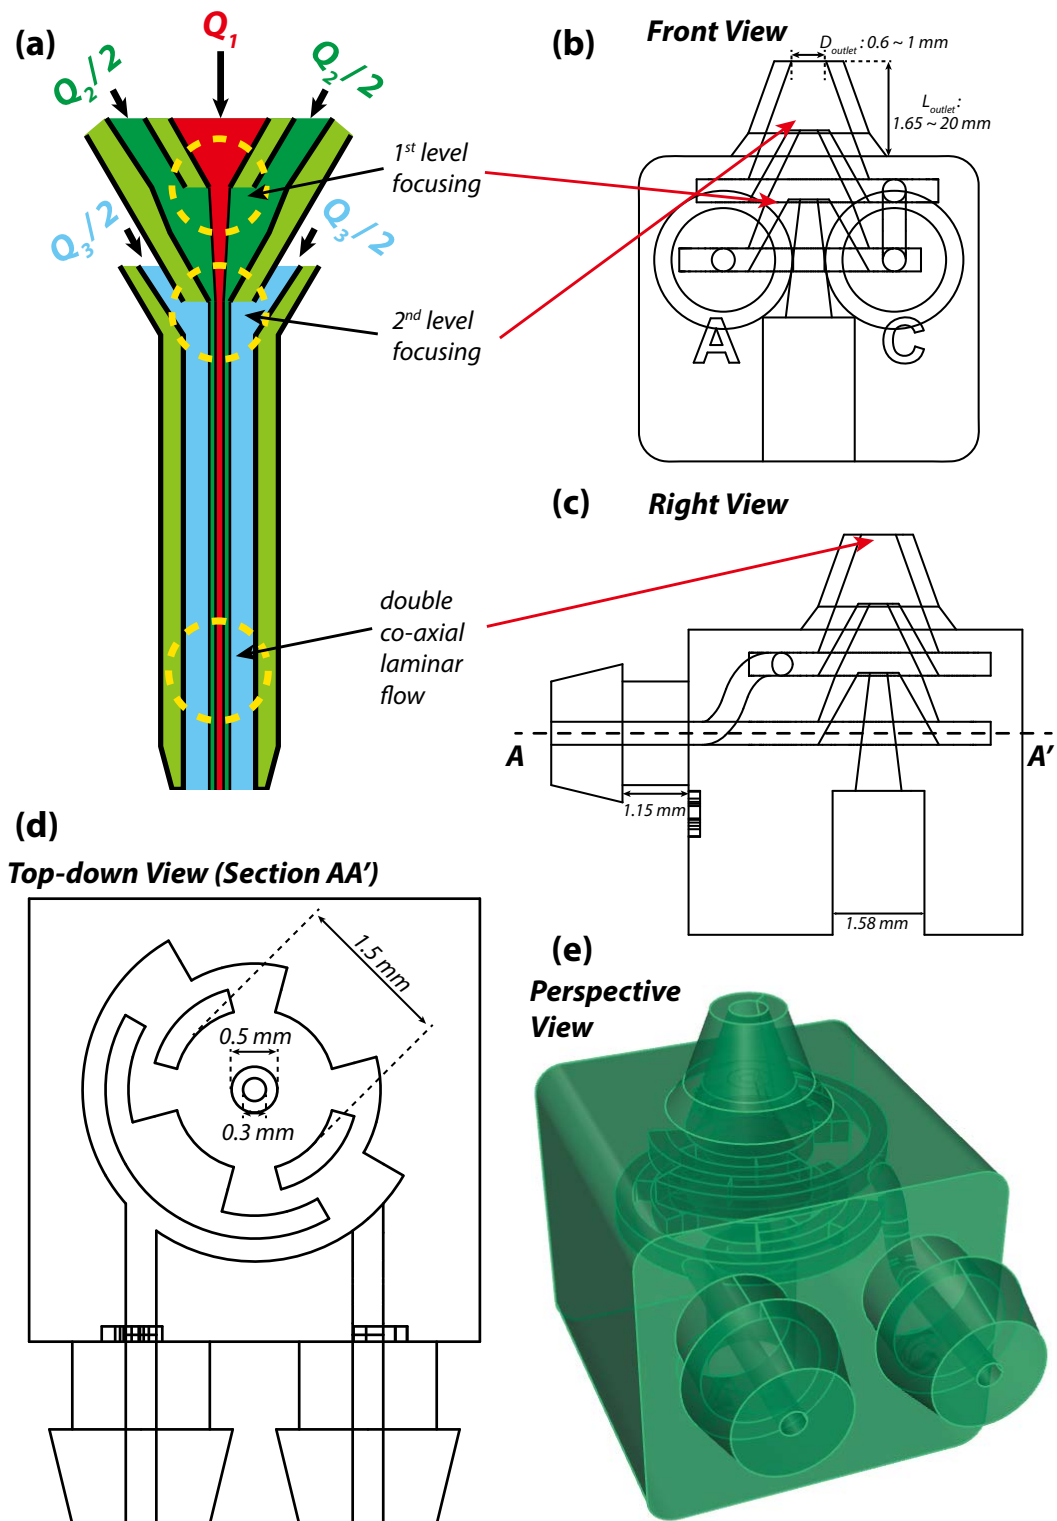 (a)
Q1
Q2/2
Q2/2
Q3/2
Q3/2
1st level
focusing
2nd level
focusing
double
co-axial
laminar
flow
(b)
Front View
Doutlet : 0.6 ~ 1 mm
Loutlet :
1.65 ~ 20 mm
A
C
(c)
Right View
A
A'
1.15 mm
1.58 mm
(d)
Top-down View (Section AA')
1.5 mm
0.5 mm
0.3 mm
(e)
Perspective
View